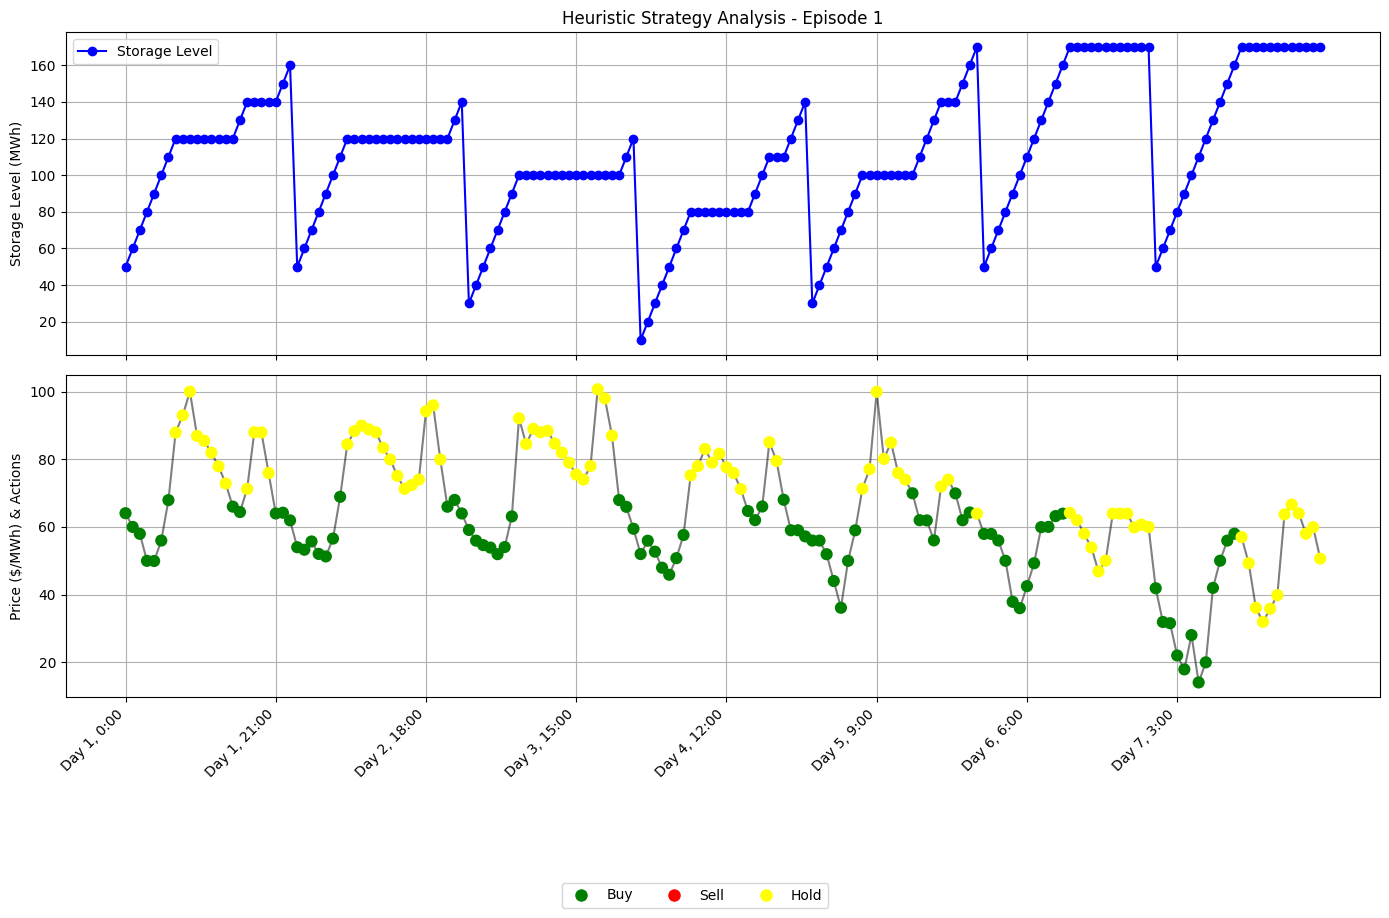 Heuristic Strategy Analysis - Episode 1
Storage Level
Storage Level (MWh)
160
140
120
100
80
60
40
20
Price ($/MWh) & Actions
100
80
60
40
20
Day 1, 0:00
Day 1, 21:00
Day 2, 18:00
Day 3, 15:00
Day 4, 12:00
Day 5, 9:00
Day 6, 6:00
Day 7, 3:00
Buy
Sell
Hold